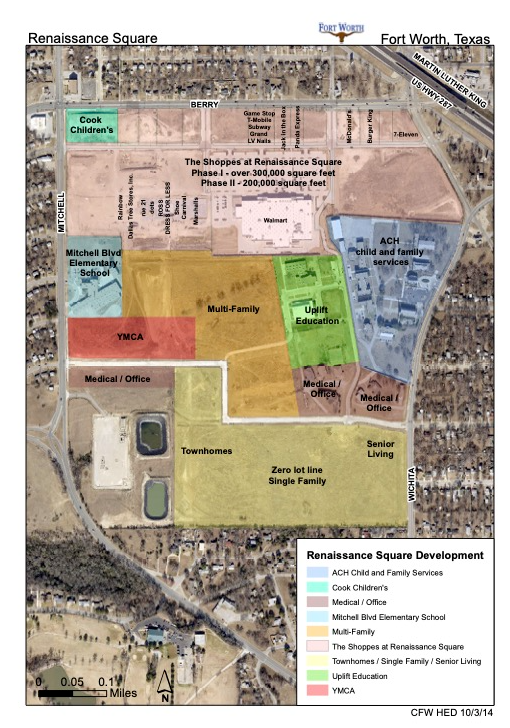 Renaissance Square
FORT WORTH
Fort Worth, Texas
MARTIN LUTHER KING
US HWY 287
BERRY
Cook
Children's
Game Stop
T-Mobile
Subway
Grand
LV Nails
Jack in the Box
Panda Express
McDonald's
Burger King
7-Eleven
The Shoppes at Renaissance Square
Phase I - over 300,000 square feet
Phase II - 200,000 square feet
MITCHELL
Rainbow
Dallas Tree Stores, Inc.
rue 21
dots
ROSS
DRESS FOR LESS
Shoe
Carnival
Marshalls
Walmart
Mitchell Blvd
Elementary
School
ACH
child and family
services
Multi-Family
Uplift
Education
YMCA
Medical / Office
Medical /
Office
Medical /
Office
Townhomes
Senior
Living
Zero lot line
Single Family
WICHITA
Renaissance Square Development
ACH Child and Family Services
Cook Children's
Medical / Office
Mitchell Blvd Elementary School
Multi-Family
The Shoppes at Renaissance Square
Townhomes / Single Family / Senior Living
Uplift Education
YMCA
0 0.05 0.1
Miles
N
CFW HED 10/3/14